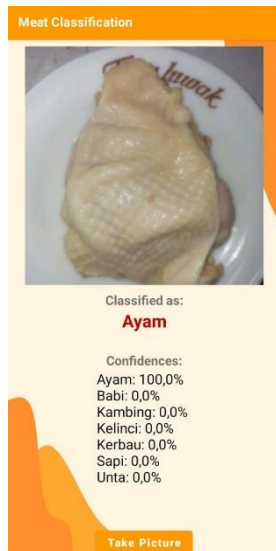 Meat Classification
Classified as:
Ayam
Confidences:
Ayam: 100,0%
Babi: 0,0%
Kambing: 0,0%
Kelinci: 0,0%
Kerbau: 0,0%
Sapi: 0,0%
Unta: 0,0%
Take Picture